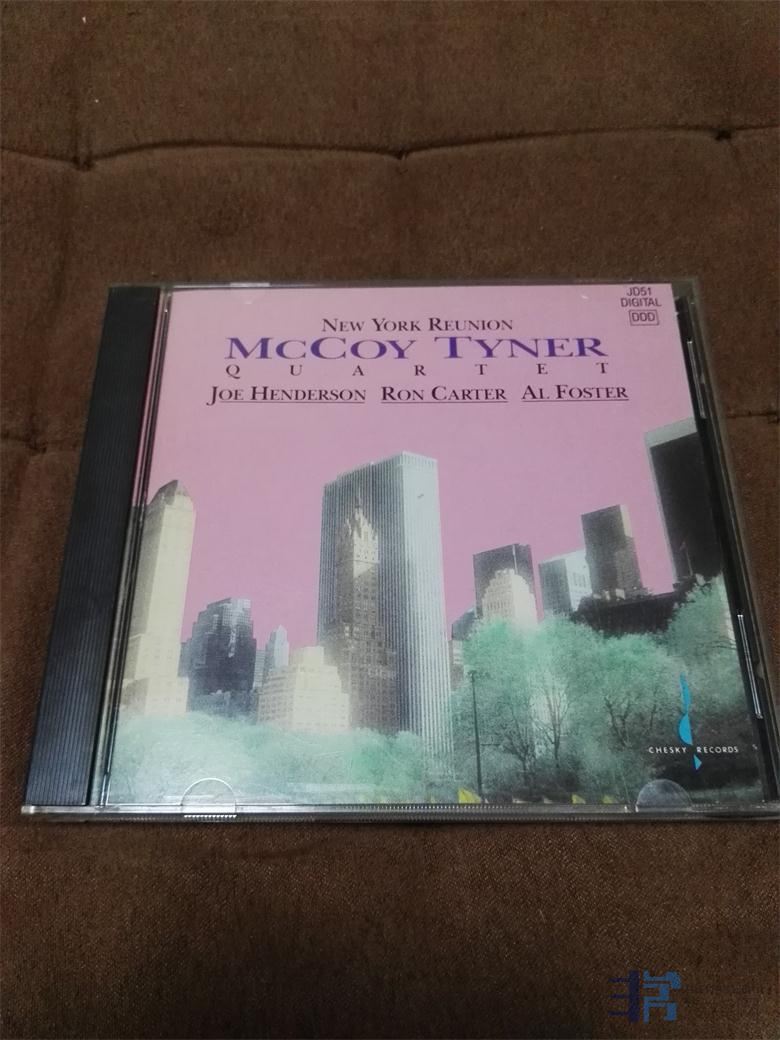 JD51
DIGITAL
DDD
NEW YORK REUNION
MCCOY TYNER
QUARTET
JOE HENDERSON RON CARTER AL FOSTER
CHESKY RECORDS